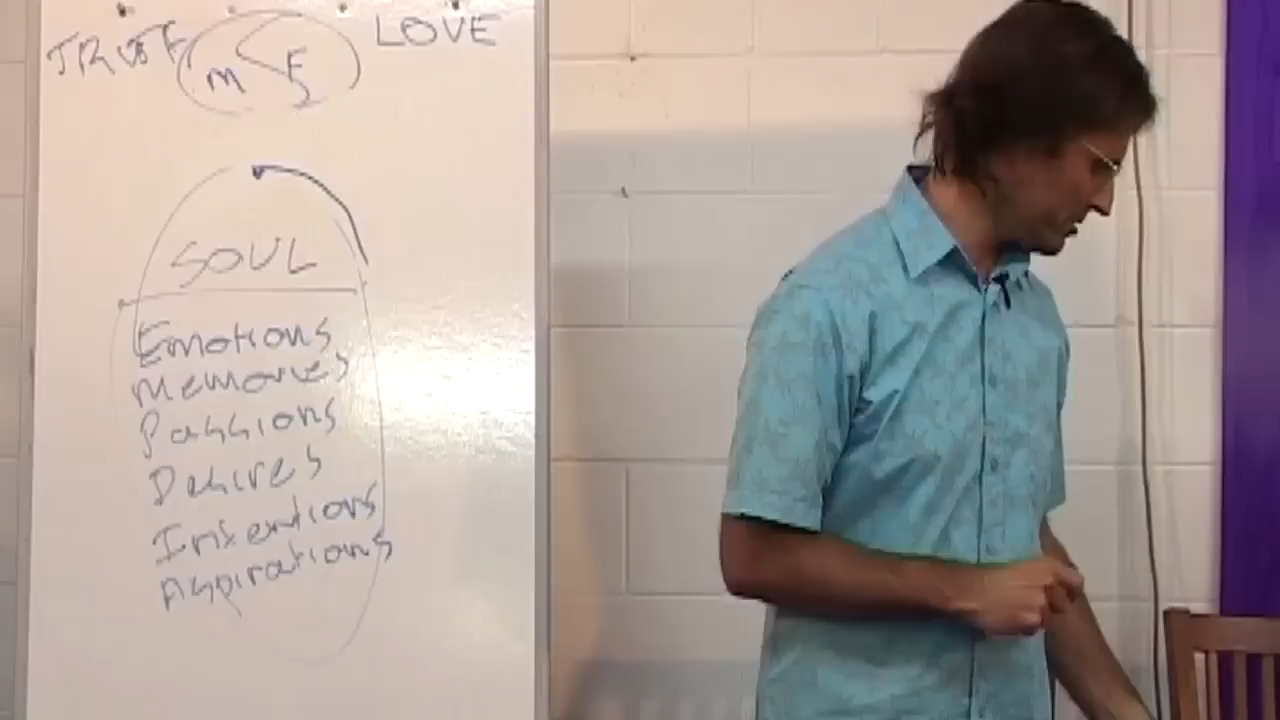 TRUTH LOVE
M F
SOUL
Emotions
Memories
Passions
Desires
Intentions
Aspirations